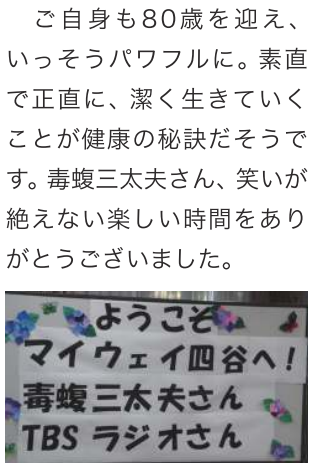 ご自身も80歳を迎え、
いっそうパワフルに。素直
で正直に、潔く生きていく
ことが健康の秘訣だそうで
す。毒蝮三太夫さん、笑いが
絶えない楽しい時間をあり
がとうございました。
ようこそ
マイウェイ四谷へ！
毒蝮三太夫さん
TBS ラジオさん